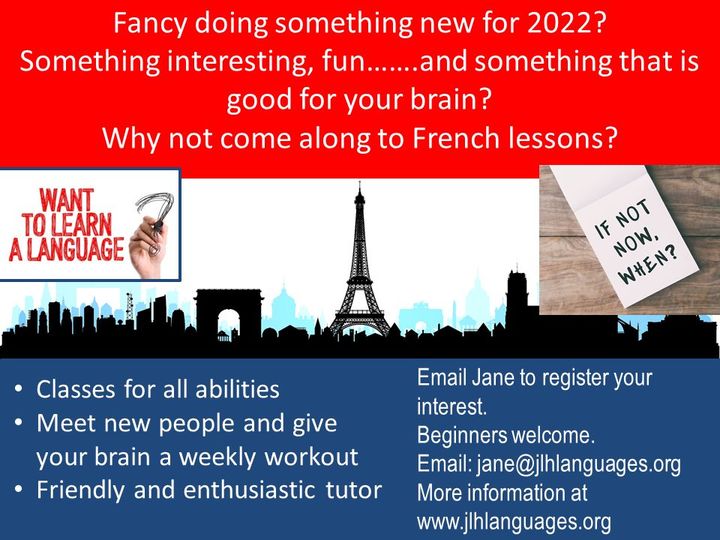 Fancy doing something new for 2022?
Something interesting, fun…….and something that is
good for your brain?
Why not come along to French lessons?
WANT
TO LEARN
A LANGUAGE
?
IF NOT
NOW,
WHEN?
• Classes for all abilities
• Meet new people and give
your brain a weekly workout
• Friendly and enthusiastic tutor
Email Jane to register your
interest.
Beginners welcome.
Email: jane@jlhlanguages.org
More information at
www.jlhlanguages.org